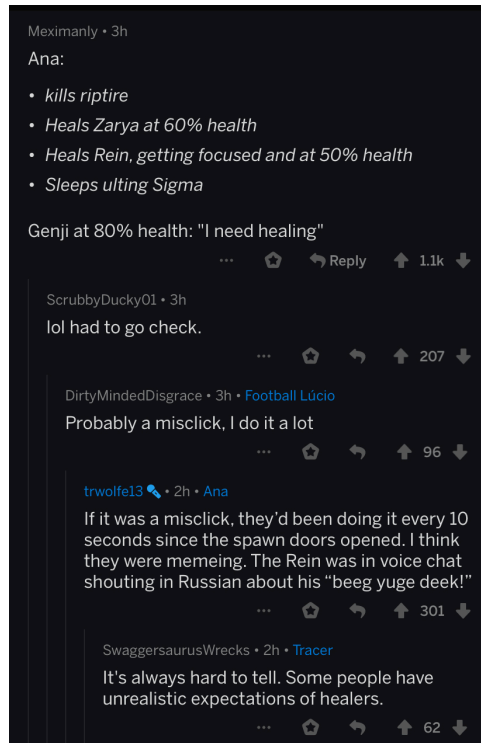 Meximanly • 3h
Ana:
• kills riptire
• Heals Zarya at 60% health
• Heals Rein, getting focused and at 50% health
• Sleeps ulting Sigma
Genji at 80% health: "I need healing"
... Reply 1.1k
ScrubbyDucky01 • 3h
lol had to go check.
... 207
DirtyMindedDisgrace • 3h • Football Lúcio
Probably a misclick, I do it a lot
... 96
trwolfe13 • 2h • Ana
If it was a misclick, they’d been doing it every 10
seconds since the spawn doors opened. I think
they were memeing. The Rein was in voice chat
shouting in Russian about his “beeg yuge deek!”
... 301
SwaggersaurusWrecks • 2h • Tracer
It's always hard to tell. Some people have
unrealistic expectations of healers.
... 62